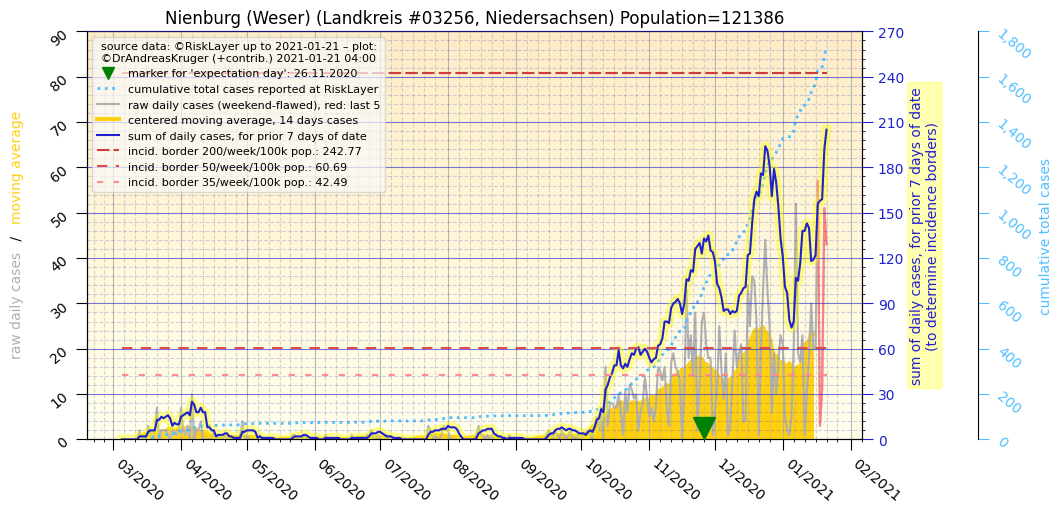 Nienburg (Weser) (Landkreis #03256, Niedersachsen) Population=121386
source data: ©RiskLayer up to 2021-01-21 – plot:
©DrAndreasKruger (+contrib.) 2021-01-21 04:00
marker for 'expectation day': 26.11.2020
cumulative total cases reported at RiskLayer
raw daily cases (weekend-flawed), red: last 5
centered moving average, 14 days cases
sum of daily cases, for prior 7 days of date
incid. border 200/week/100k pop.: 242.77
incid. border 50/week/100k pop.: 60.69
incid. border 35/week/100k pop.: 42.49
raw daily cases / moving average
90
80
70
60
50
40
30
20
10
0
270
240
210
180
150
120
90
60
30
0
sum of daily cases, for prior 7 days of date
(to determine incidence borders)
1,800
1,600
1,400
1,200
1,000
800
600
400
200
0
cumulative total cases
03/2020
04/2020
05/2020
06/2020
07/2020
08/2020
09/2020
10/2020
11/2020
12/2020
01/2021
02/2021